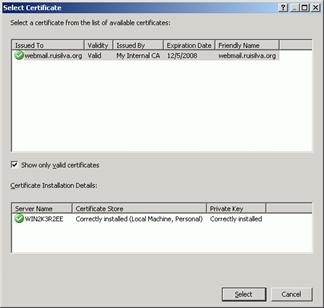 Select Certificate
Select a certificate from the list of available certificates:
Issued To Validity Issued By Expiration Date Friendly Name
webmail.ruisilva.org Valid My Internal CA 12/5/2008 webmail.ruisilva.org
Show only valid certificates
Certificate Installation Details:
Server Name Certificate Store Private Key
WIN2K3R2EE Correctly installed (Local Machine, Personal) Correctly installed
Select Cancel